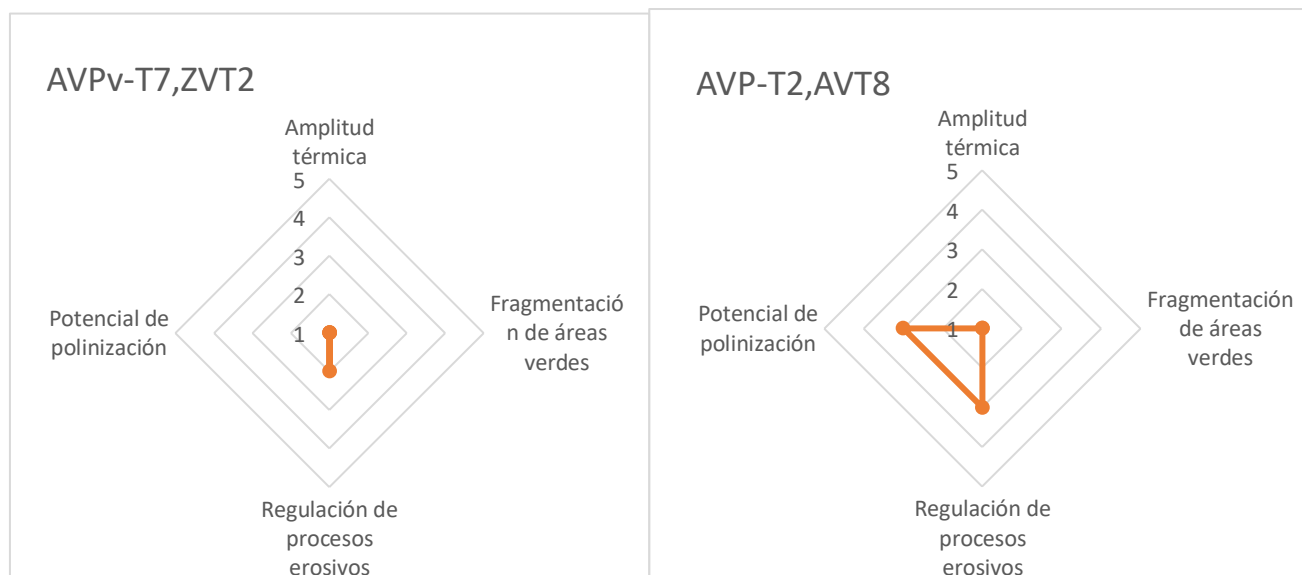 AVPv-T7,ZVT2
Amplitud
térmica
5
4
3
2
1
Fragmentació
n de áreas
verdes
Potencial de
polinización
Regulación de
procesos
erosivos
AVP-T2,AVT8
Amplitud
térmica
5
4
3
2
1
Fragmentación
de áreas
verdes
Potencial de
polinización
Regulación de
procesos
erosivos